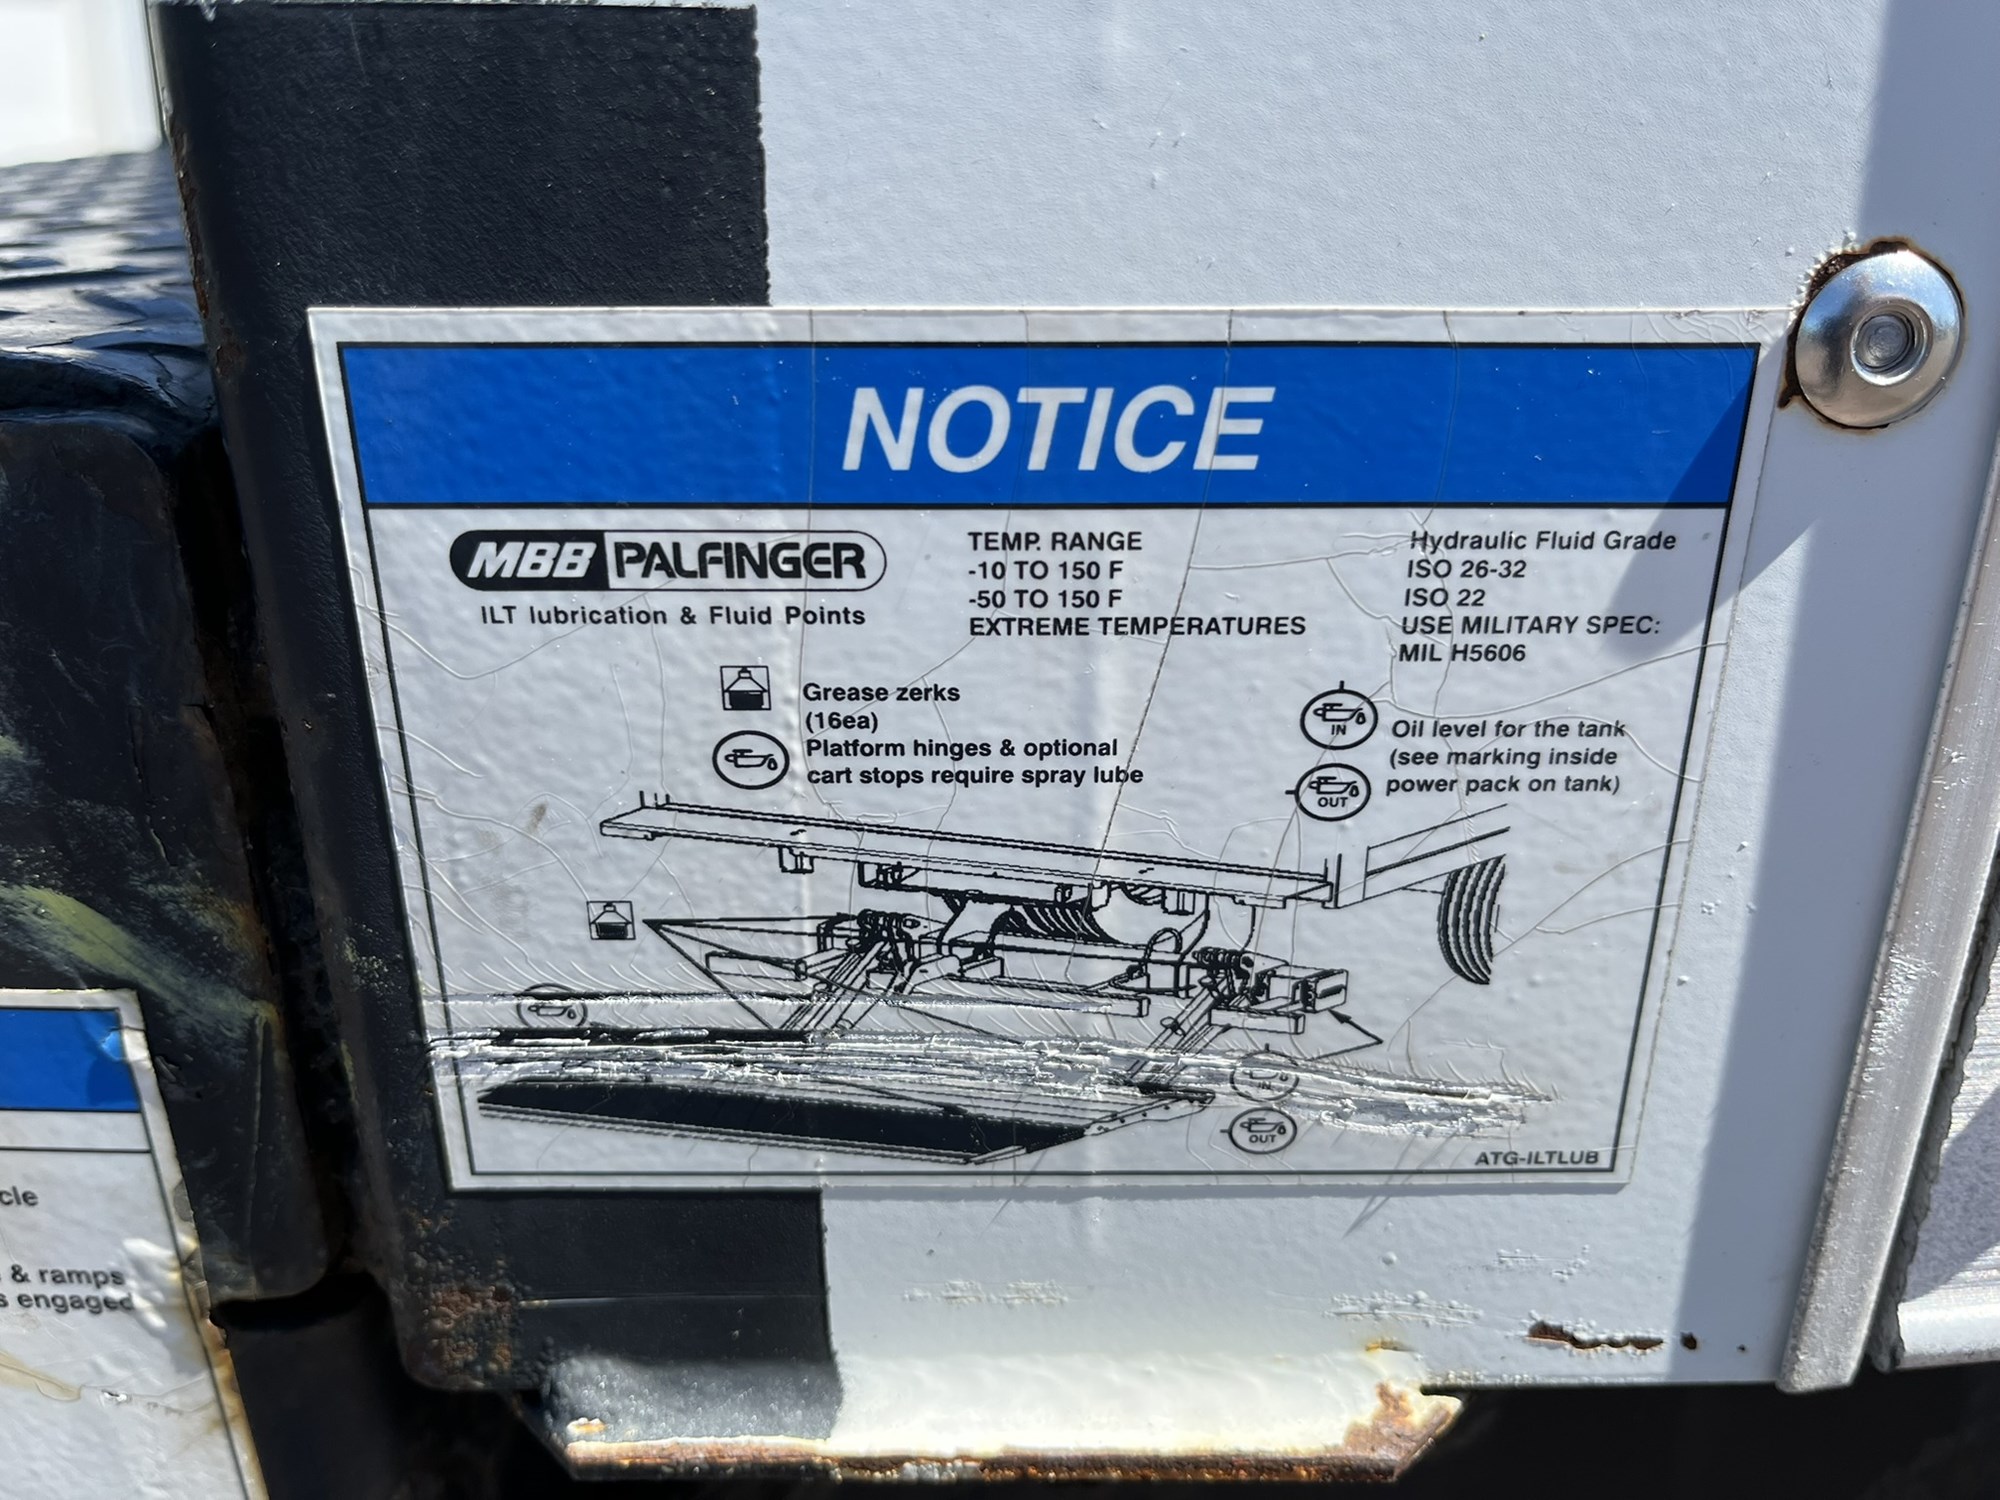 NOTICE
MBB PALFINGER
ILT lubrication & Fluid Points
TEMP. RANGE
-10 TO 150 F
-50 TO 150 F
EXTREME TEMPERATURES
Hydraulic Fluid Grade
ISO 26-32
ISO 22
USE MILITARY SPEC:
MIL H5606
Grease zerks
(16ea)
Platform hinges & optional
cart stops require spray lube
IN
OUT
Oil level for the tank
(see marking inside
power pack on tank)
IN
OUT
ATG-ILTLUB
cle
& ramps
s engaged